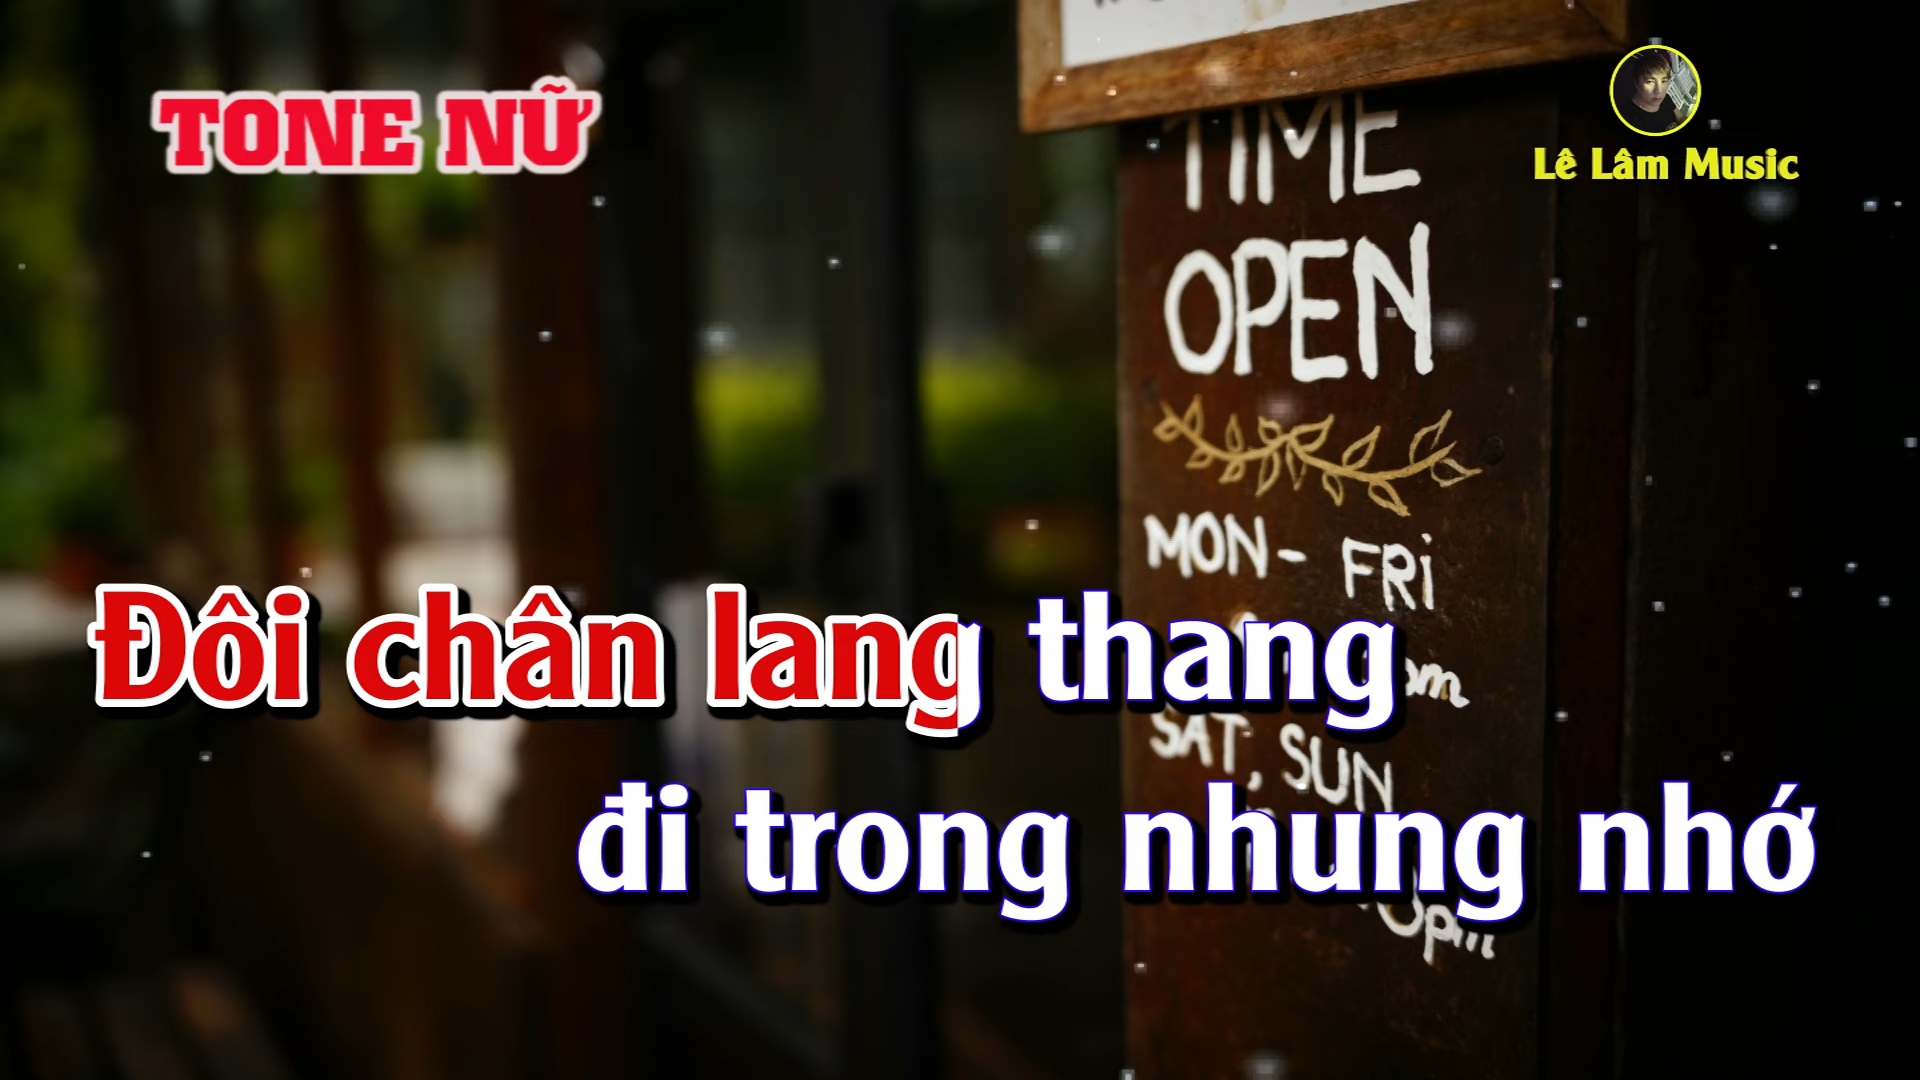 TONE NỮ
Lê Lâm Music
TIME
OPEN
MON- FRi
SAT, SUN
Đôi chân lang thang
đi trong nhung nhớ